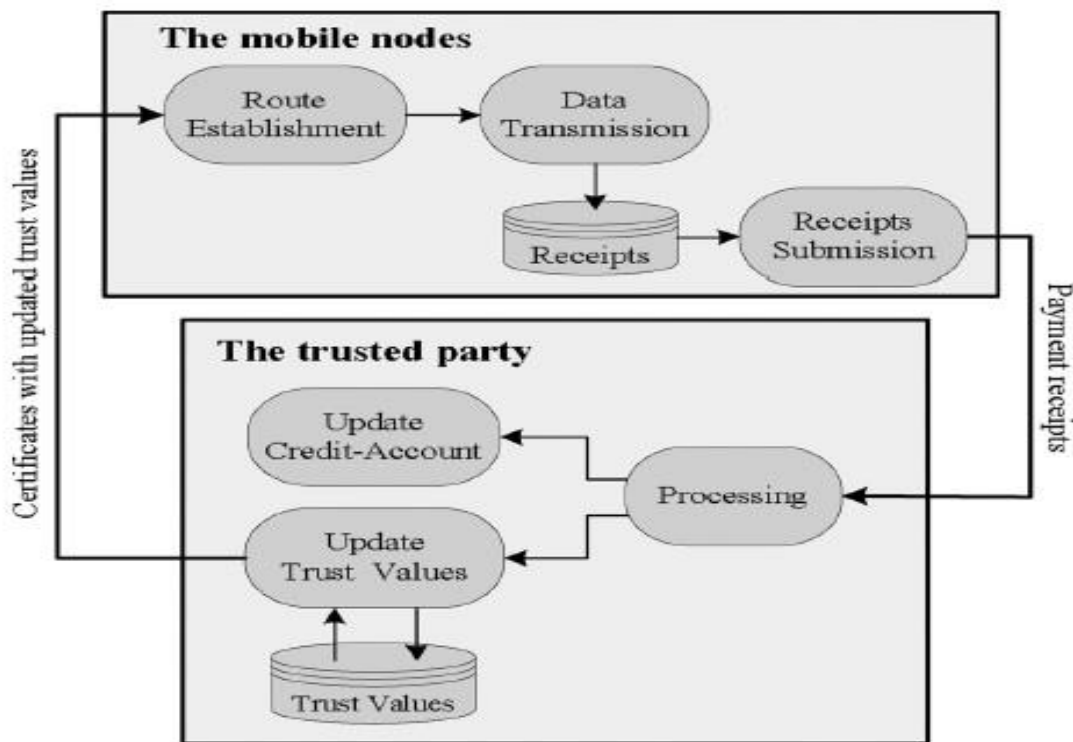 The mobile nodes
Route
Establishment
Data
Transmission
Receipts
Receipts
Submission
Certificates with updated trust values
Payment receipts
The trusted party
Update
Credit-Account
Processing
Update
Trust Values
Trust Values